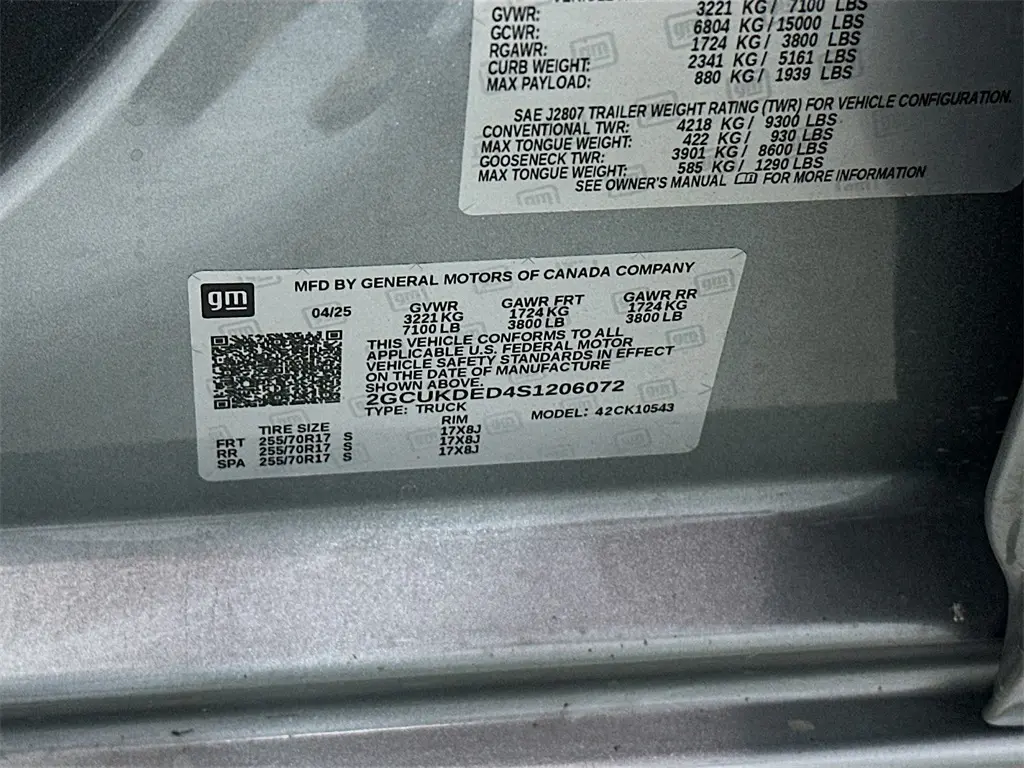 GVWR: 3221 KG / 7100 LBS
GCWR: 6804 KG / 15000 LBS
RGAWR: 1724 KG / 3800 LBS
CURB WEIGHT: 2341 KG / 5161 LBS
MAX PAYLOAD: 880 KG / 1939 LBS
SAE J2807 TRAILER WEIGHT RATING (TWR) FOR VEHICLE CONFIGURATION.
CONVENTIONAL TWR: 4218 KG / 9300 LBS
MAX TONGUE WEIGHT: 422 KG / 930 LBS
GOOSENECK TWR: 3901 KG / 8600 LBS
MAX TONGUE WEIGHT: 585 KG / 1290 LBS
SEE OWNER'S MANUAL FOR MORE INFORMATION
gm
MFD BY GENERAL MOTORS OF CANADA COMPANY
04/25 GVWR GAWR FRT GAWR RR
3221 KG 1724 KG 1724 KG
7100 LB 3800 LB 3800 LB
THIS VEHICLE CONFORMS TO ALL
APPLICABLE U.S. FEDERAL MOTOR
VEHICLE SAFETY STANDARDS IN EFFECT
ON THE DATE OF MANUFACTURE
SHOWN ABOVE.
2GCUKDED4S1206072
TYPE: TRUCK MODEL: 42CK10543
TIRE SIZE RIM
FRT 255/70R17 S 17X8J
RR 255/70R17 S 17X8J
SPA 255/70R17 S 17X8J